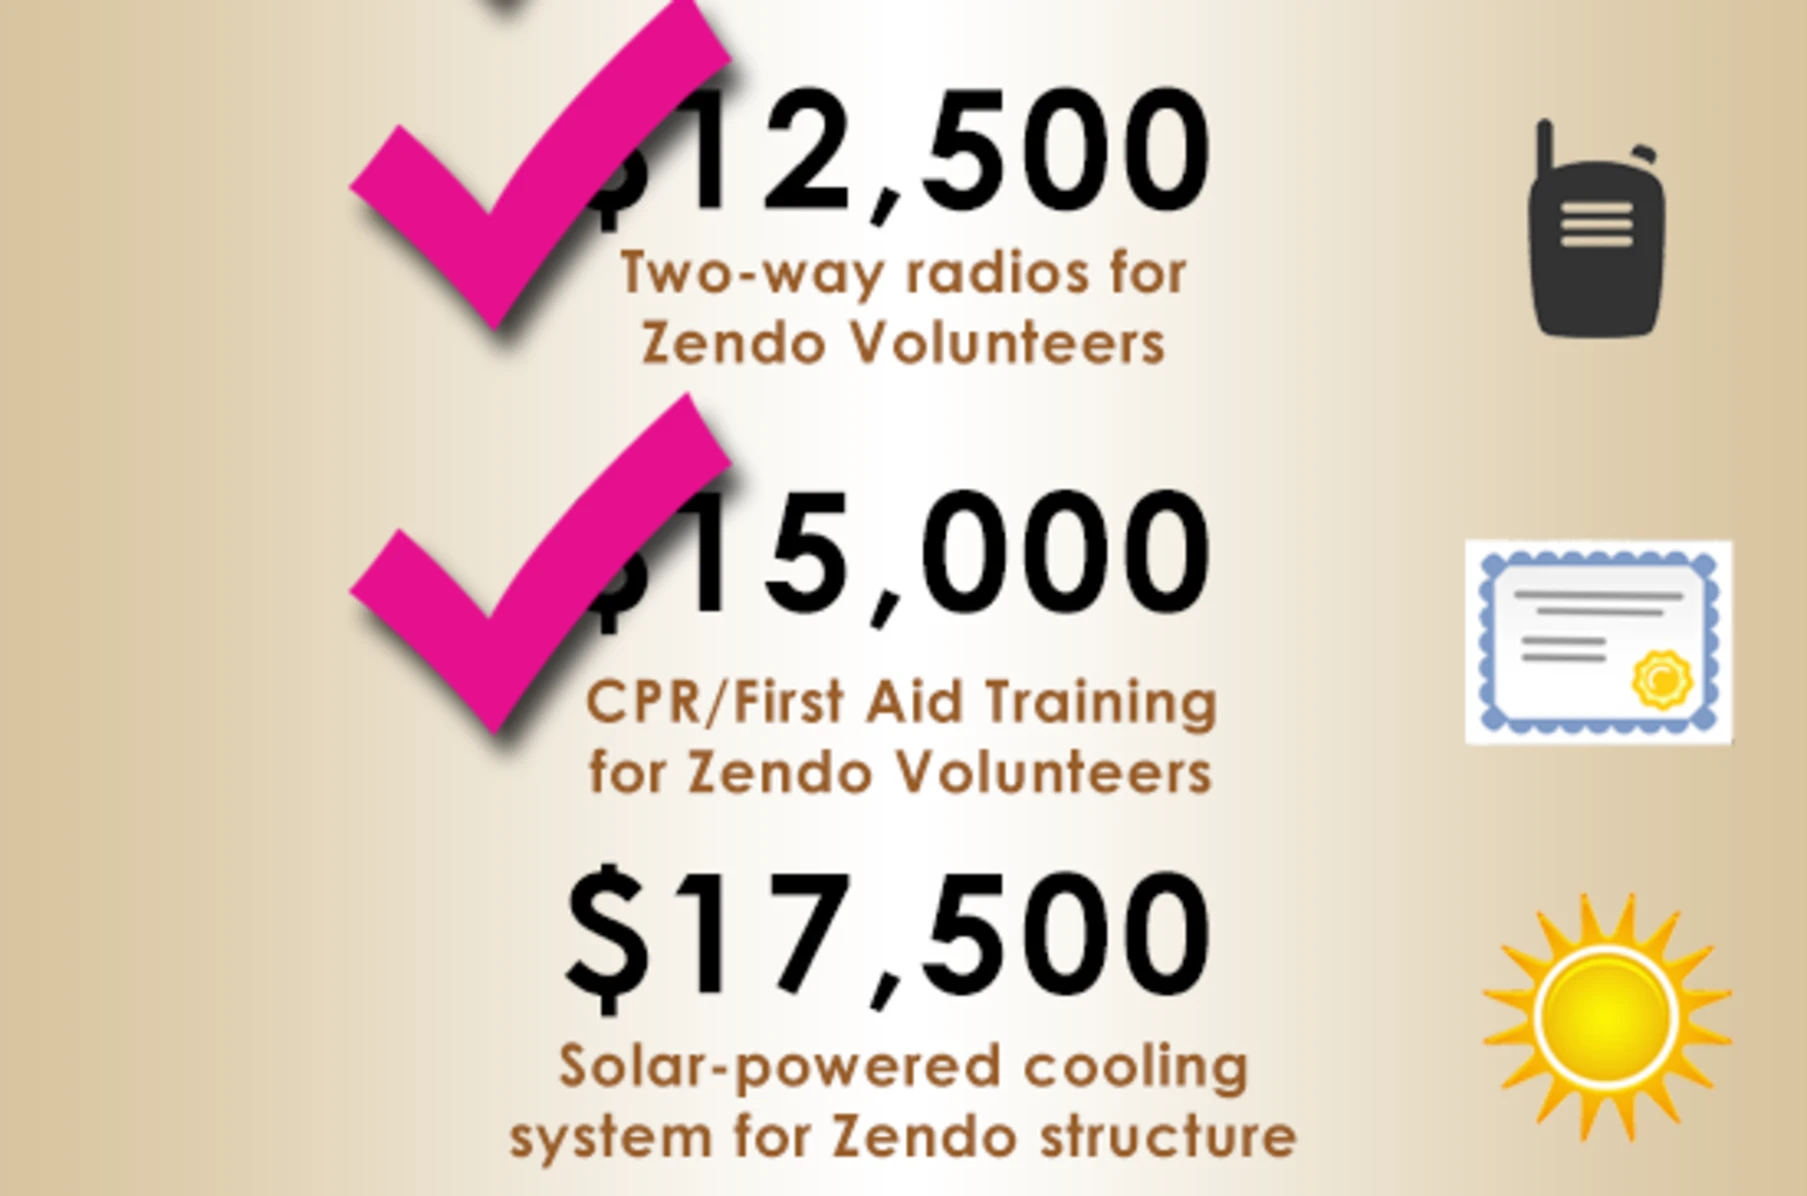 $12,500
Two-way radios for
Zendo Volunteers
$15,000
CPR/First Aid Training
for Zendo Volunteers
$17,500
Solar-powered cooling
system for Zendo structure